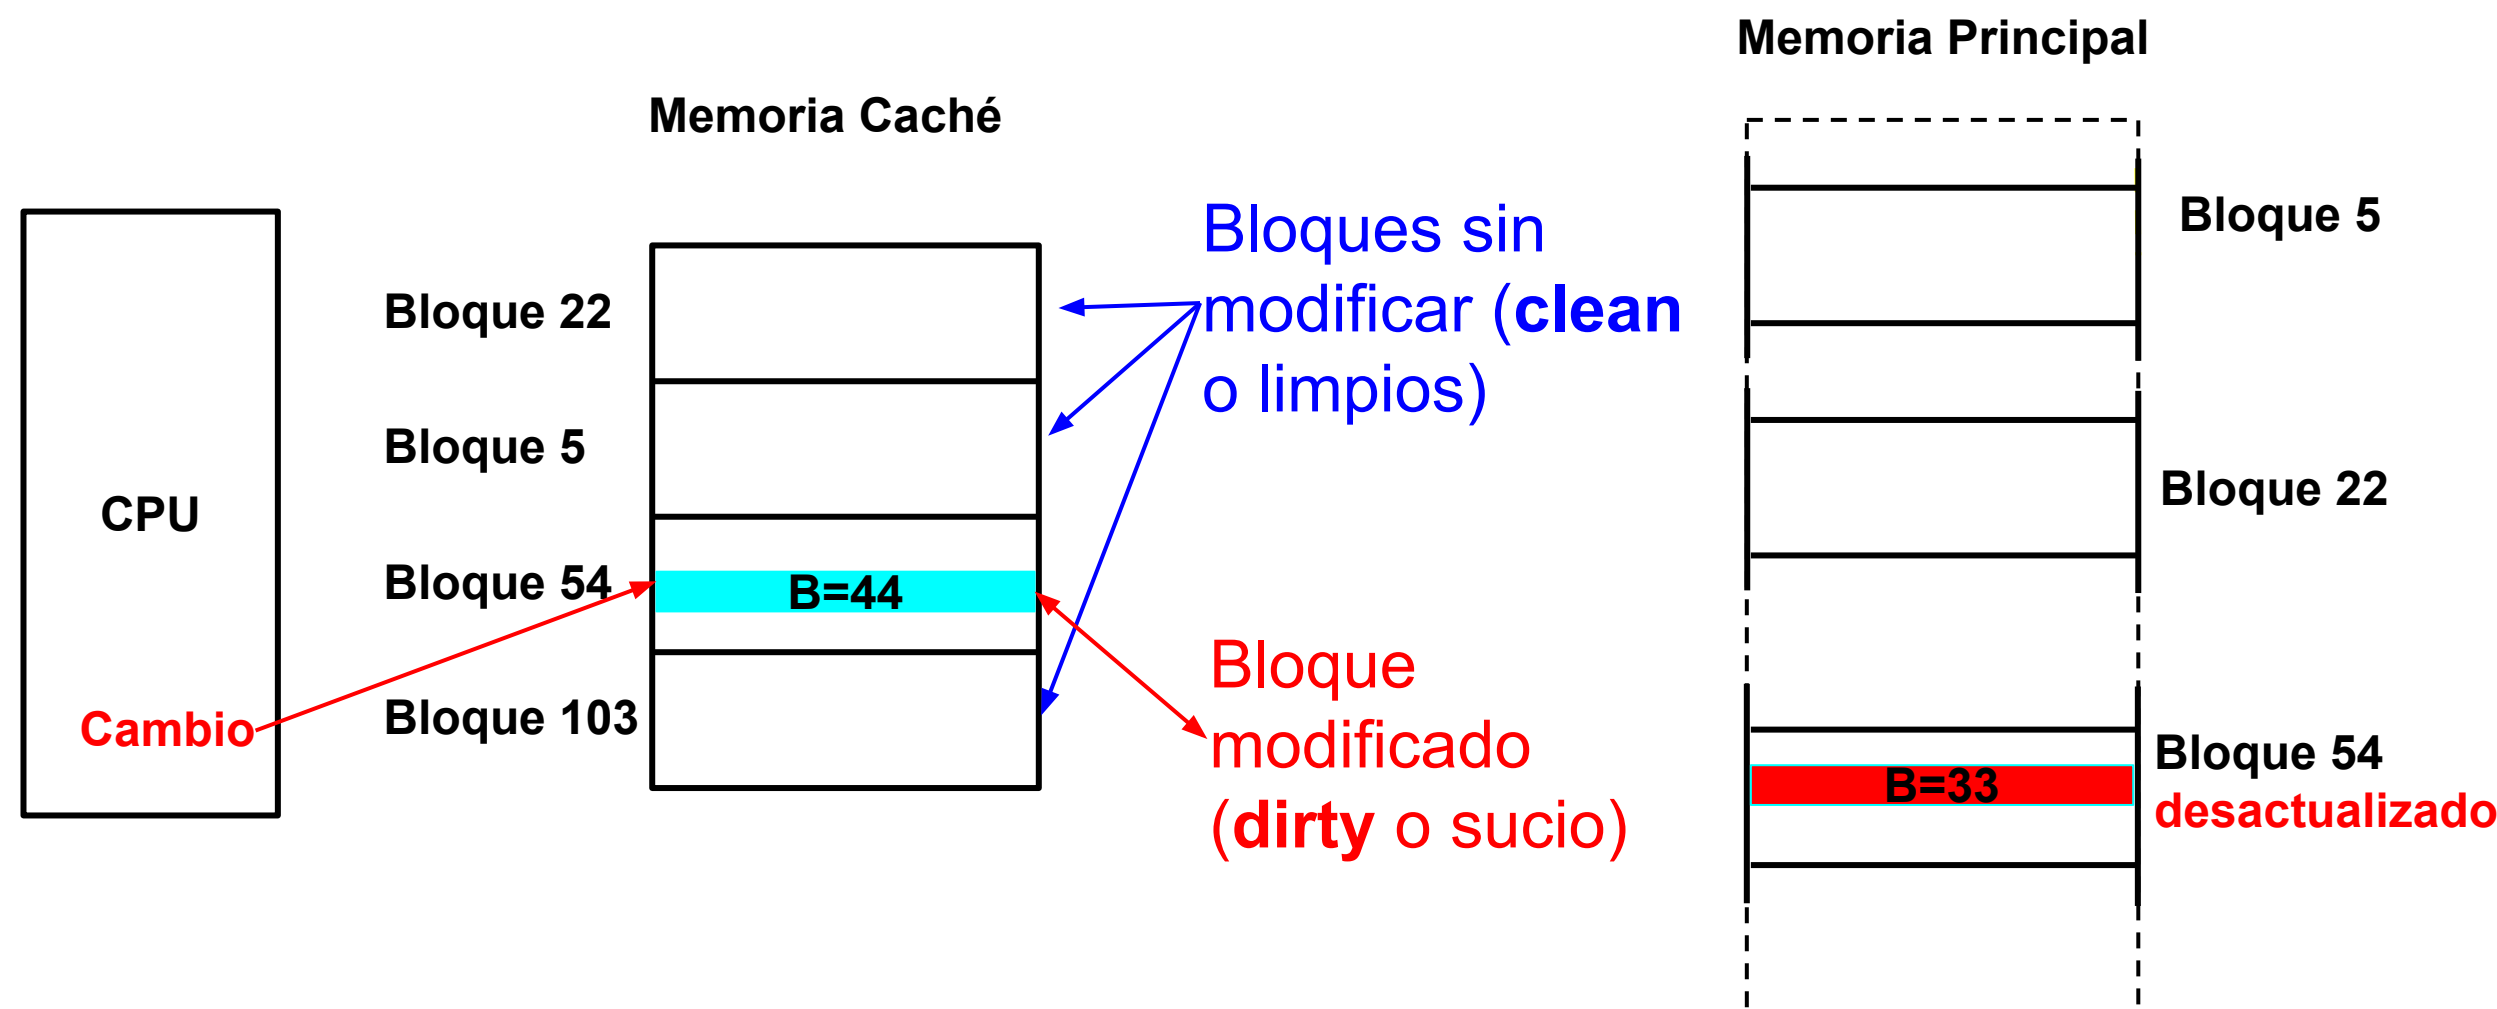 Memoria Principal
Memoria Caché
CPU
Cambio
Bloque 22
Bloque 5
Bloque 54
Bloque 103
B=44
Bloques sin
modificar (clean
o limpios)
Bloque
modificado
(dirty o sucio)
Bloque 5
Bloque 22
Bloque 54
desactualizado
B=33